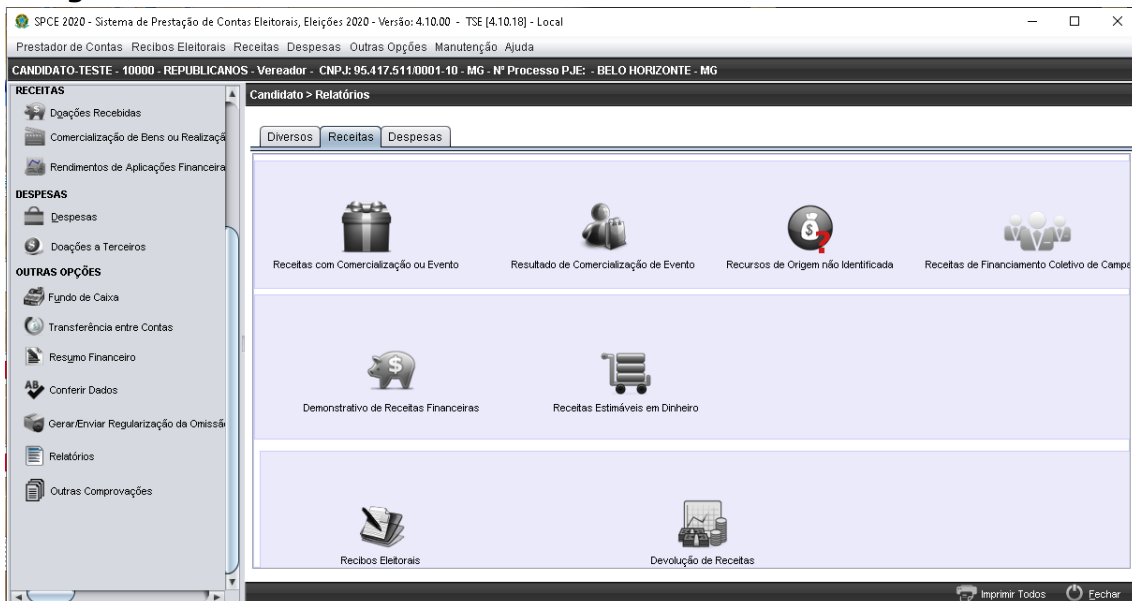 SPCE 2020 - Sistema de Prestação de Contas Eleitorais, Eleições 2020 - Versão: 4.10.00 - TSE [4.10.18] - Local
Prestador de Contas Recibos Eleitorais Receitas Despesas Outras Opções Manutenção Ajuda
CANDIDATO-TESTE - 10000 - REPUBLICANOS - Vereador - CNPJ: 95.417.511/0001-10 - MG - Nº Processo PJE: - BELO HORIZONTE - MG
RECEITAS
Doações Recebidas
Comercialização de Bens ou Realizaçã
Rendimentos de Aplicações Financeira
DESPESAS
Despesas
Doações a Terceiros
OUTRAS OPÇÕES
Fundo de Caixa
Transferência entre Contas
Resumo Financeiro
Conferir Dados
Gerar/Enviar Regularização da Omissã
Relatórios
Outras Comprovações
Candidato > Relatórios
Diversos Receitas Despesas
Receitas com Comercialização ou Evento Resultado de Comercialização de Evento Recursos de Origem não Identificada Receitas de Financiamento Coletivo de Campa
Demonstrativo de Receitas Financeiras Receitas Estimáveis em Dinheiro
Recibos Eleitorais Devolução de Receitas
Imprimir Todos Fechar